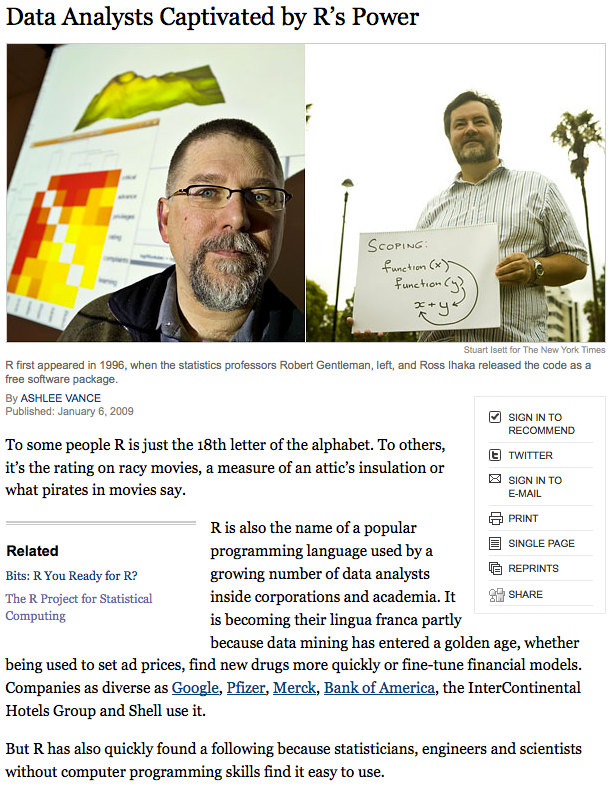 Data Analysts Captivated by R’s Power
critical
advance
privileges
rating
complaints
learning
SCOPING:
function(x)
function(y)
x + y
Stuart Isett for The New York Times
R first appeared in 1996, when the statistics professors Robert Gentleman, left, and Ross Ihaka released the code as a
free software package.
By ASHLEE VANCE
Published: January 6, 2009
SIGN IN TO
RECOMMEND
TWITTER
SIGN IN TO
E-MAIL
PRINT
SINGLE PAGE
REPRINTS
SHARE
To some people R is just the 18th letter of the alphabet. To others,
it’s the rating on racy movies, a measure of an attic’s insulation or
what pirates in movies say.
Related
Bits: R You Ready for R?
The R Project for Statistical
Computing
R is also the name of a popular
programming language used by a
growing number of data analysts
inside corporations and academia. It
is becoming their lingua franca partly
because data mining has entered a golden age, whether
being used to set ad prices, find new drugs more quickly or fine-tune financial models.
Companies as diverse as Google, Pfizer, Merck, Bank of America, the InterContinental
Hotels Group and Shell use it.
But R has also quickly found a following because statisticians, engineers and scientists
without computer programming skills find it easy to use.